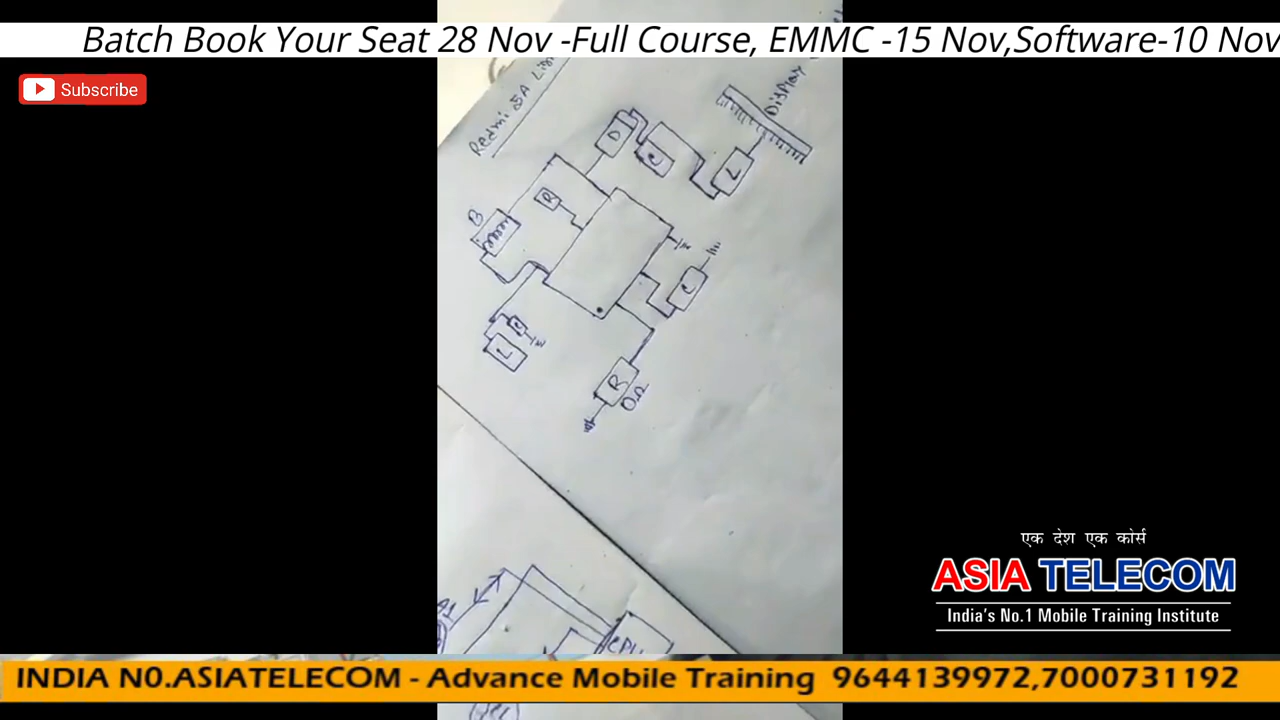 Batch Book Your Seat 28 Nov -Full Course, EMMC -15 Nov,Software-10 Nov
Subscribe
Redmi 5A
Display
B
R
D
C
L
C
L
C
R
0Ω
CPU
एक देश एक कोर्स
ASIA TELECOM
India's No.1 Mobile Training Institute
INDIA N0.ASIATELECOM - Advance Mobile Training 9644139972,7000731192